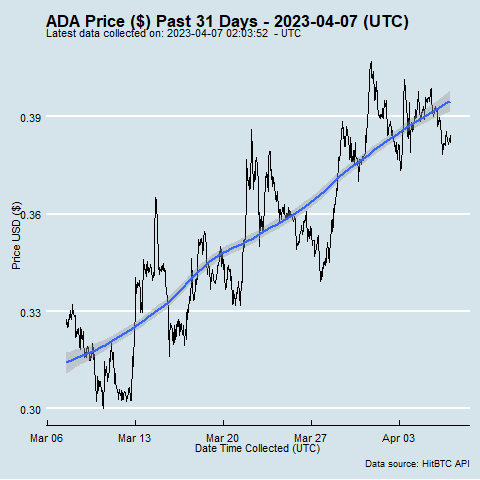 ADA Price ($) Past 31 Days - 2023-04-07 (UTC)
Latest data collected on: 2023-04-07 02:03:52 - UTC
0.39
0.36
0.33
0.30
Price USD ($)
Mar 06
Mar 13
Mar 20
Mar 27
Apr 03
Date Time Collected (UTC)
Data source: HitBTC API